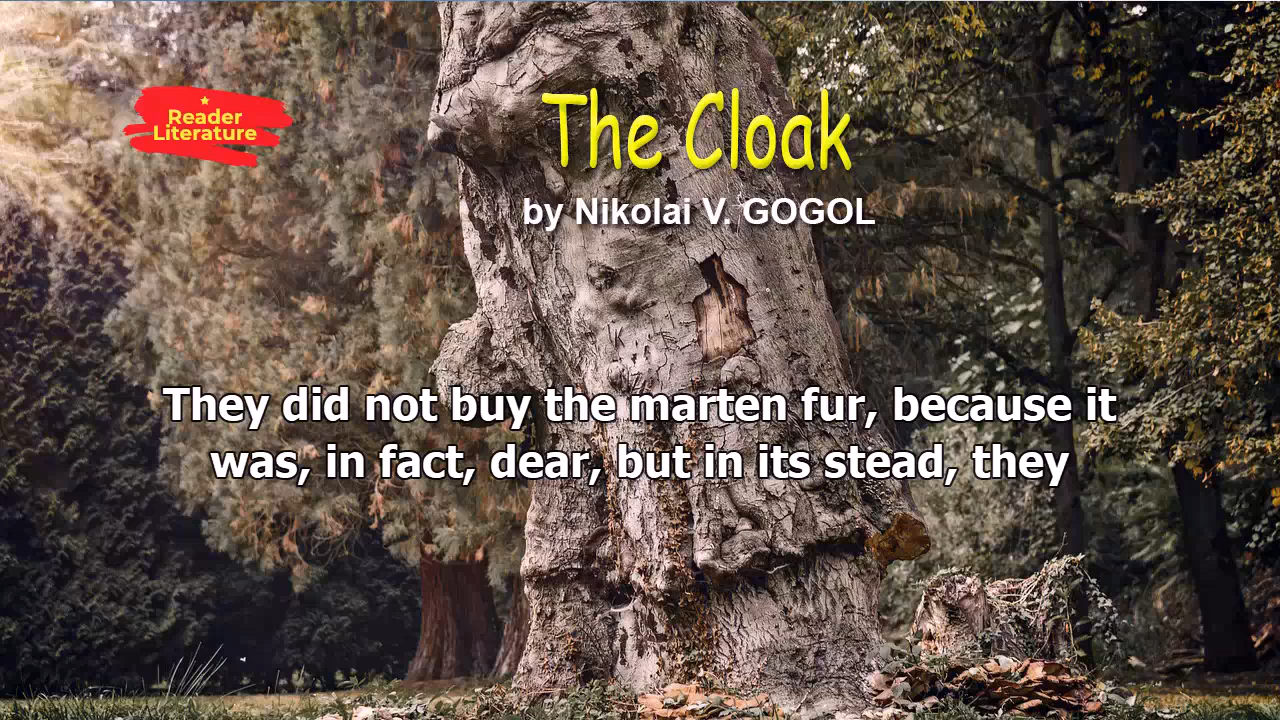 Reader
Literature
The Cloak
by Nikolai V. GOGOL
They did not buy the marten fur, because it
was, in fact, dear, but in its stead, they